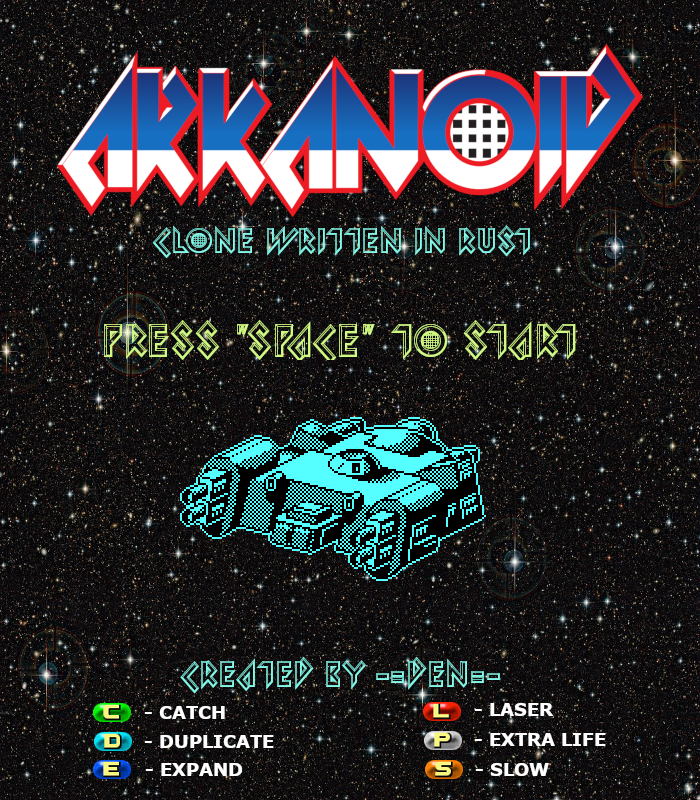 ARKANOID
CLONE WRITTEN IN RUST
PRESS "SPACE" TO START
CREATED BY -=DEN=-
C - CATCH
L - LASER
D - DUPLICATE
P - EXTRA LIFE
E - EXPAND
S - SLOW